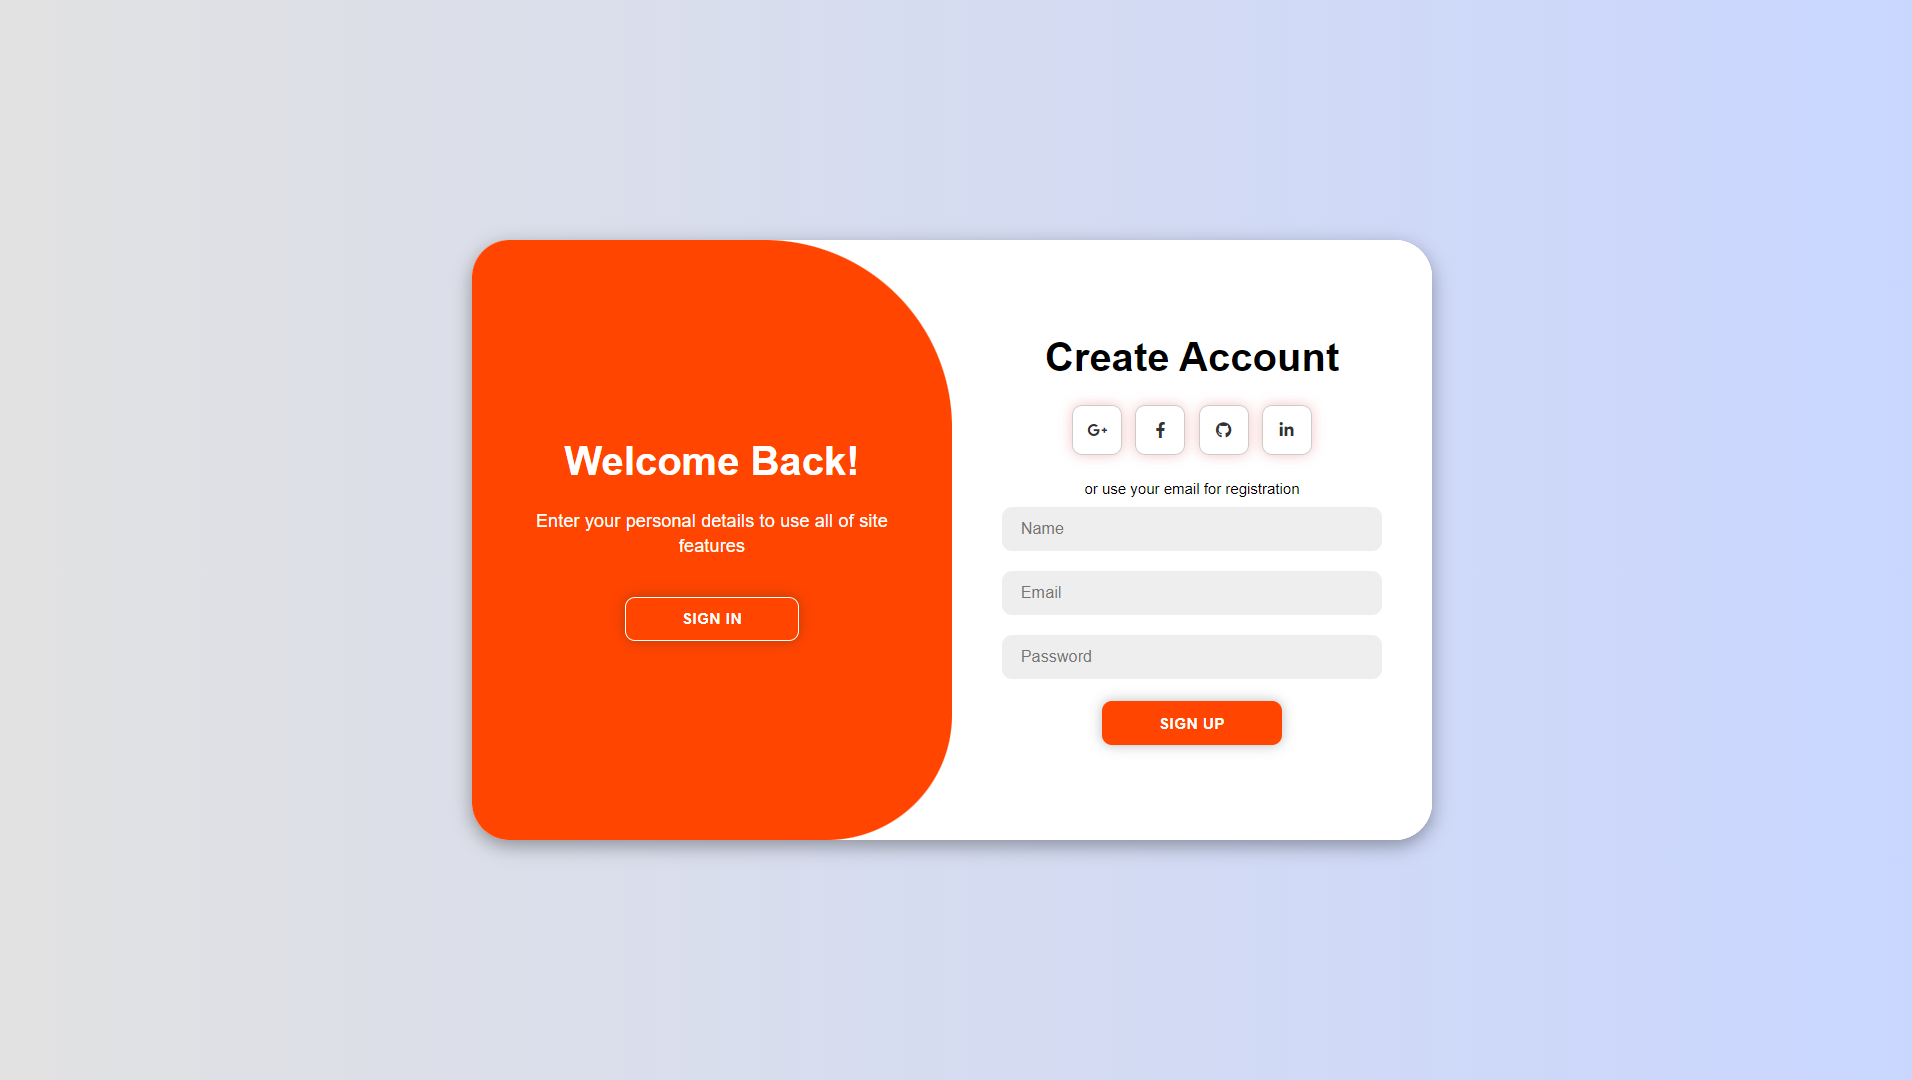 Welcome Back!
Enter your personal details to use all of site
features
SIGN IN
Create Account
G+
f
in
or use your email for registration
Name
Email
Password
SIGN UP